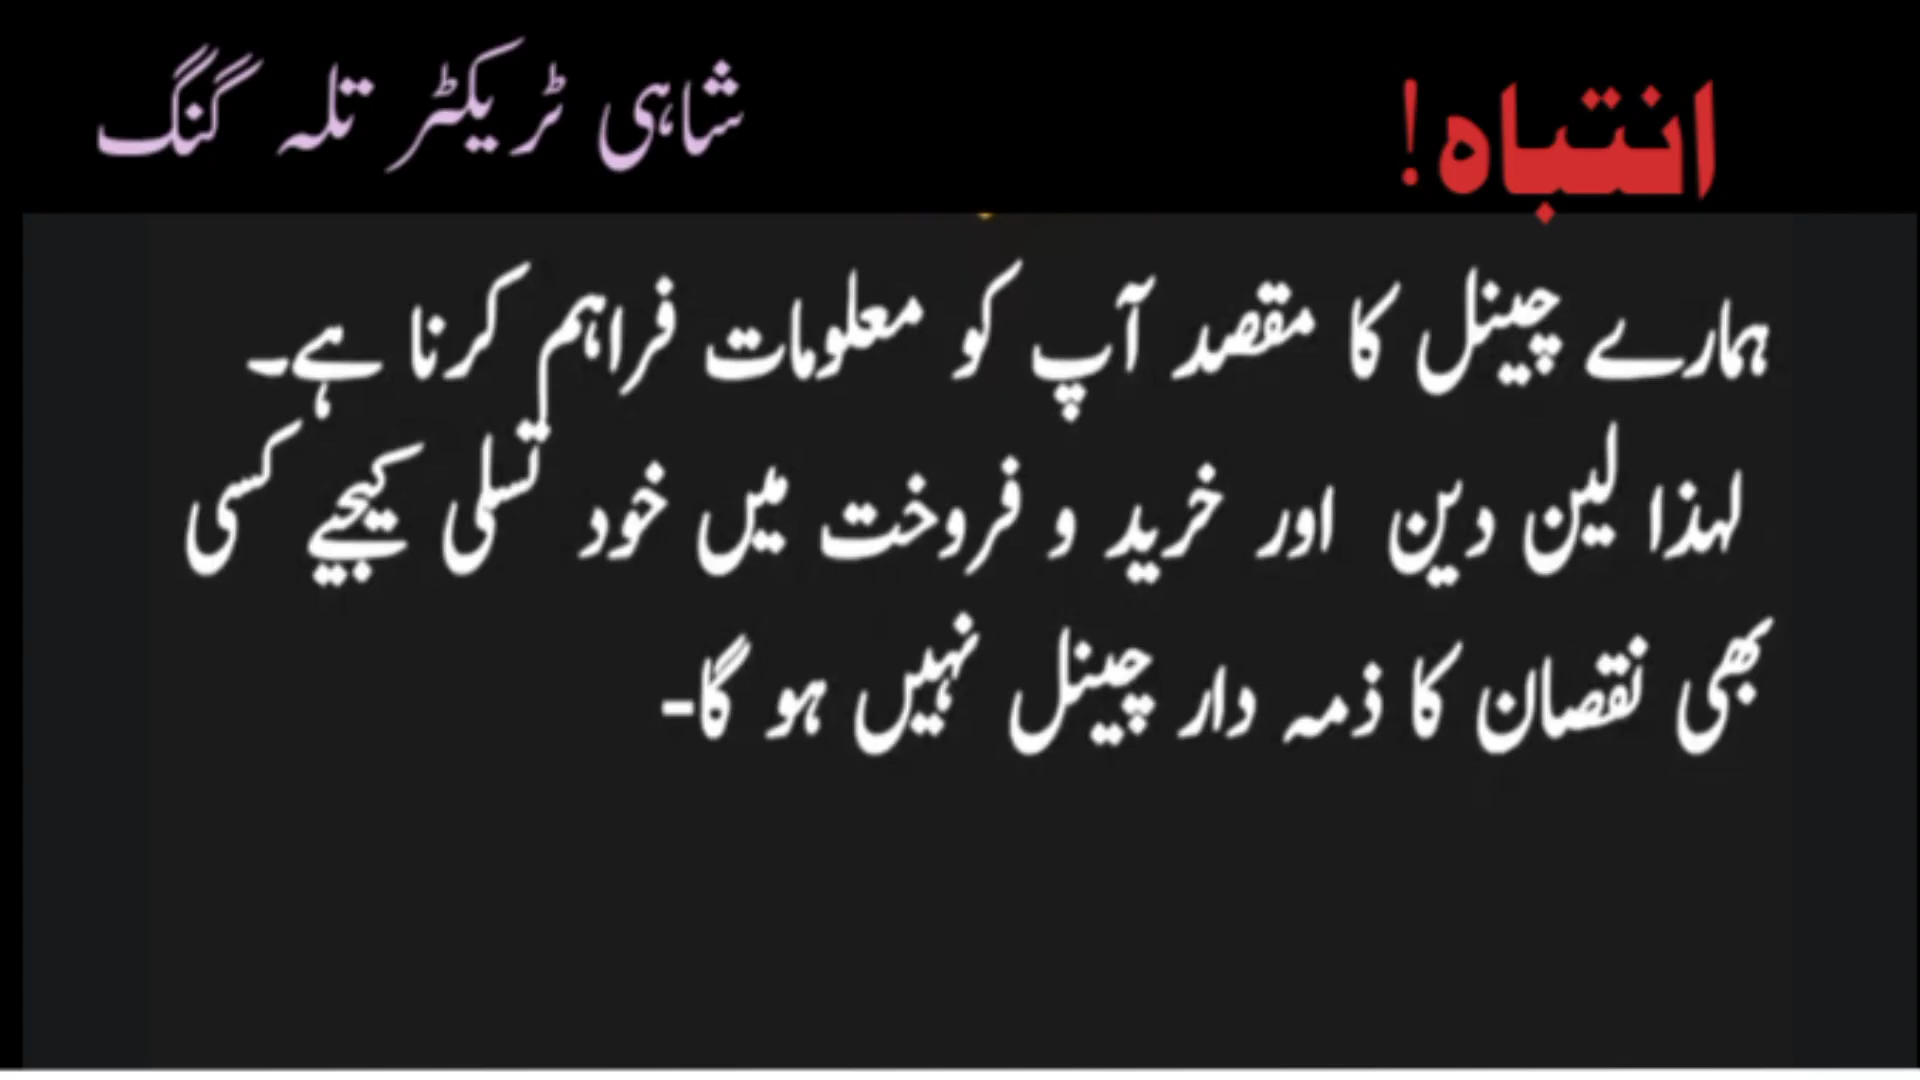 انتباہ!
شاہی ٹریکٹر تلہ گنگ
ہمارے چینل کا مقصد آپ کو معلومات فراہم کرنا ہے۔
لہذا لین دین اور خرید و فروخت میں خود تسلی کیجیے کسی
بھی نقصان کا ذمہ دار چینل نہیں ہو گا-